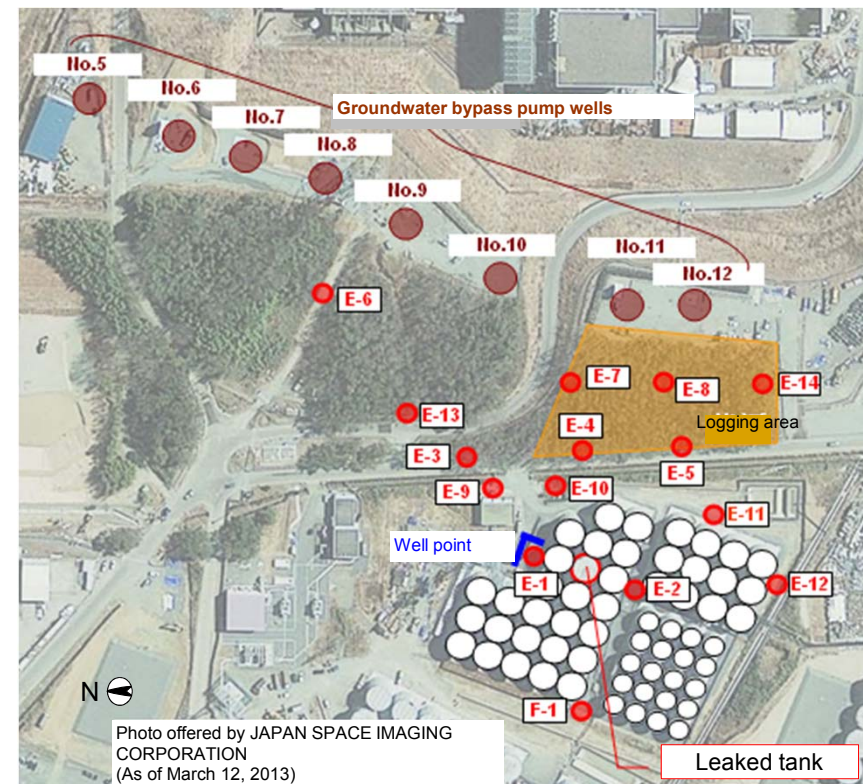 No.5
No.6
No.7
Groundwater bypass pump wells
No.8
No.9
No.10
No.11
No.12
E-6
E-7
E-8
E-14
E-13
Logging area
E-4
E-3
E-5
E-9
E-10
E-11
Well point
E-1
E-2
E-12
N
F-1
Photo offered by JAPAN SPACE IMAGING
CORPORATION
(As of March 12, 2013)
Leaked tank